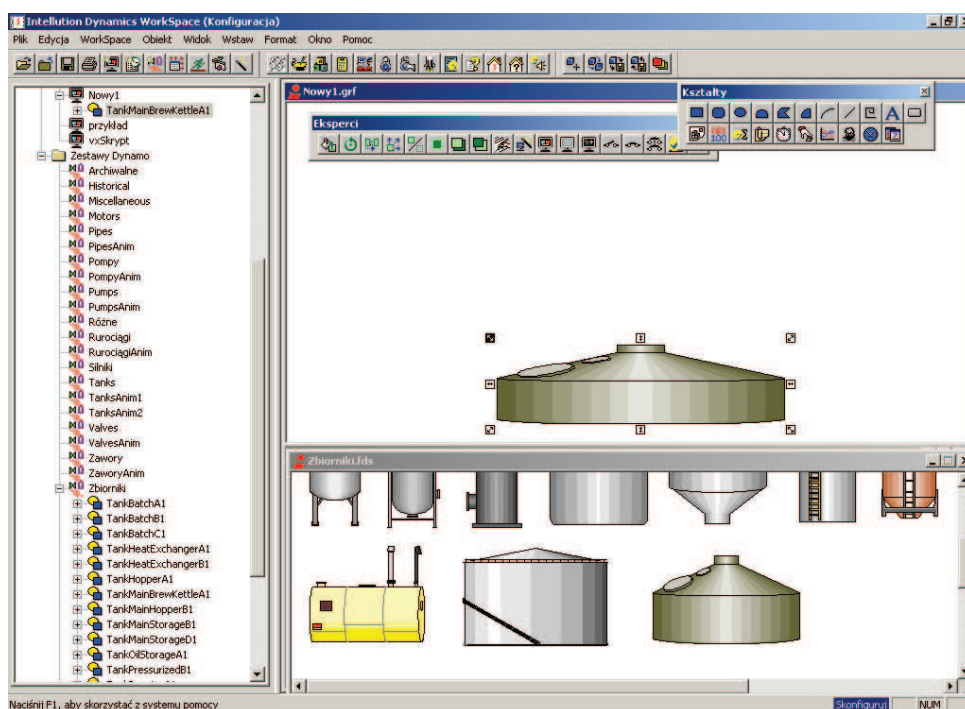 Intellution Dynamics WorkSpace (Konfiguracja)
Plik Edycja WorkSpace Obiekt Widok Wstaw Format Okno Pomoc
Nowy1
TankMainBrewKettleA1
przykład
vxSkrypt
Zestawy Dynamo
Archiwalne
Historical
Miscellaneous
Motors
Pipes
PipesAnim
Pompy
PompyAnim
Pumps
PumpsAnim
Różne
Rurociągi
RurociągiAnim
Silniki
Tanks
TanksAnim1
TanksAnim2
Valves
ValvesAnim
Zawory
ZaworyAnim
Zbiorniki
TankBatchA1
TankBatchB1
TankBatchC1
TankHeatExchangerA1
TankHeatExchangerB1
TankHopperA1
TankMainBrewKettleA1
TankMainHopperB1
TankMainStorageB1
TankMainStorageD1
TankOilStorageA1
TankPressurizedB1
Nowy1.grf
Kształty
A
100
Eksperci
Zbiorniki.fds
Naciśnij F1, aby skorzystać z systemu pomocy
Skonfiguruj
NUM